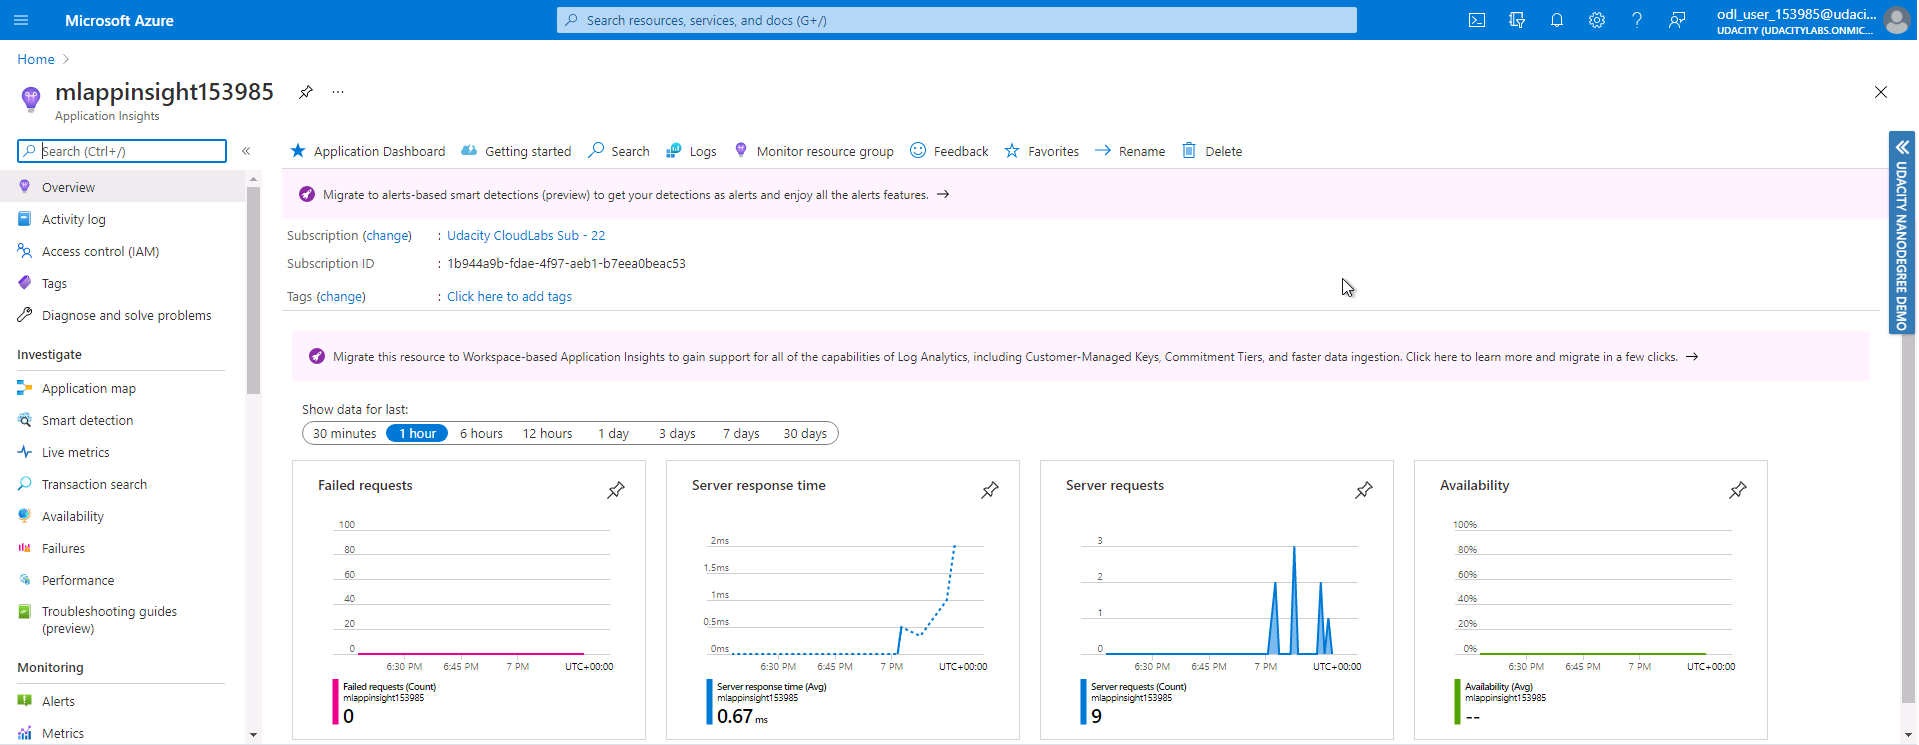 Microsoft Azure
Search resources, services, and docs (G+/)
odl_user_153985@udaci...
UDACITY (UDACITYLABS.ONMIC...
Home
mlappinsight153985
Application Insights
Search (Ctrl+/)
Application Dashboard
Getting started
Search
Logs
Monitor resource group
Feedback
Favorites
Rename
Delete
Overview
Activity log
Access control (IAM)
Tags
Diagnose and solve problems
Investigate
Application map
Smart detection
Live metrics
Transaction search
Availability
Failures
Performance
Troubleshooting guides
(preview)
Monitoring
Alerts
Metrics
Migrate to alerts-based smart detections (preview) to get your detections as alerts and enjoy all the alerts features.
Subscription (change) : Udacity CloudLabs Sub - 22
Subscription ID : 1b944a9b-fdae-4f97-aeb1-b7eea0beac53
Tags (change) : Click here to add tags
Migrate this resource to Workspace-based Application Insights to gain support for all of the capabilities of Log Analytics, including Customer-Managed Keys, Commitment Tiers, and faster data ingestion. Click here to learn more and migrate in a few clicks.
Show data for last:
30 minutes 1 hour 6 hours 12 hours 1 day 3 days 7 days 30 days
Failed requests
100
80
60
40
20
0
6:30 PM 6:45 PM 7 PM UTC+00:00
Failed requests (Count)
mlappinsight153985
0
Server response time
2ms
1.5ms
1ms
0.5ms
0ms
6:30 PM 6:45 PM 7 PM UTC+00:00
Server response time (Avg)
mlappinsight153985
0.67 ms
Server requests
3
2
1
0
6:30 PM 6:45 PM 7 PM UTC+00:00
Server requests (Count)
mlappinsight153985
9
Availability
100%
80%
60%
40%
20%
0%
6:30 PM 6:45 PM 7 PM UTC+00:00
Availability (Avg)
mlappinsight153985
--
UDACITY NANODEGREE DEMO